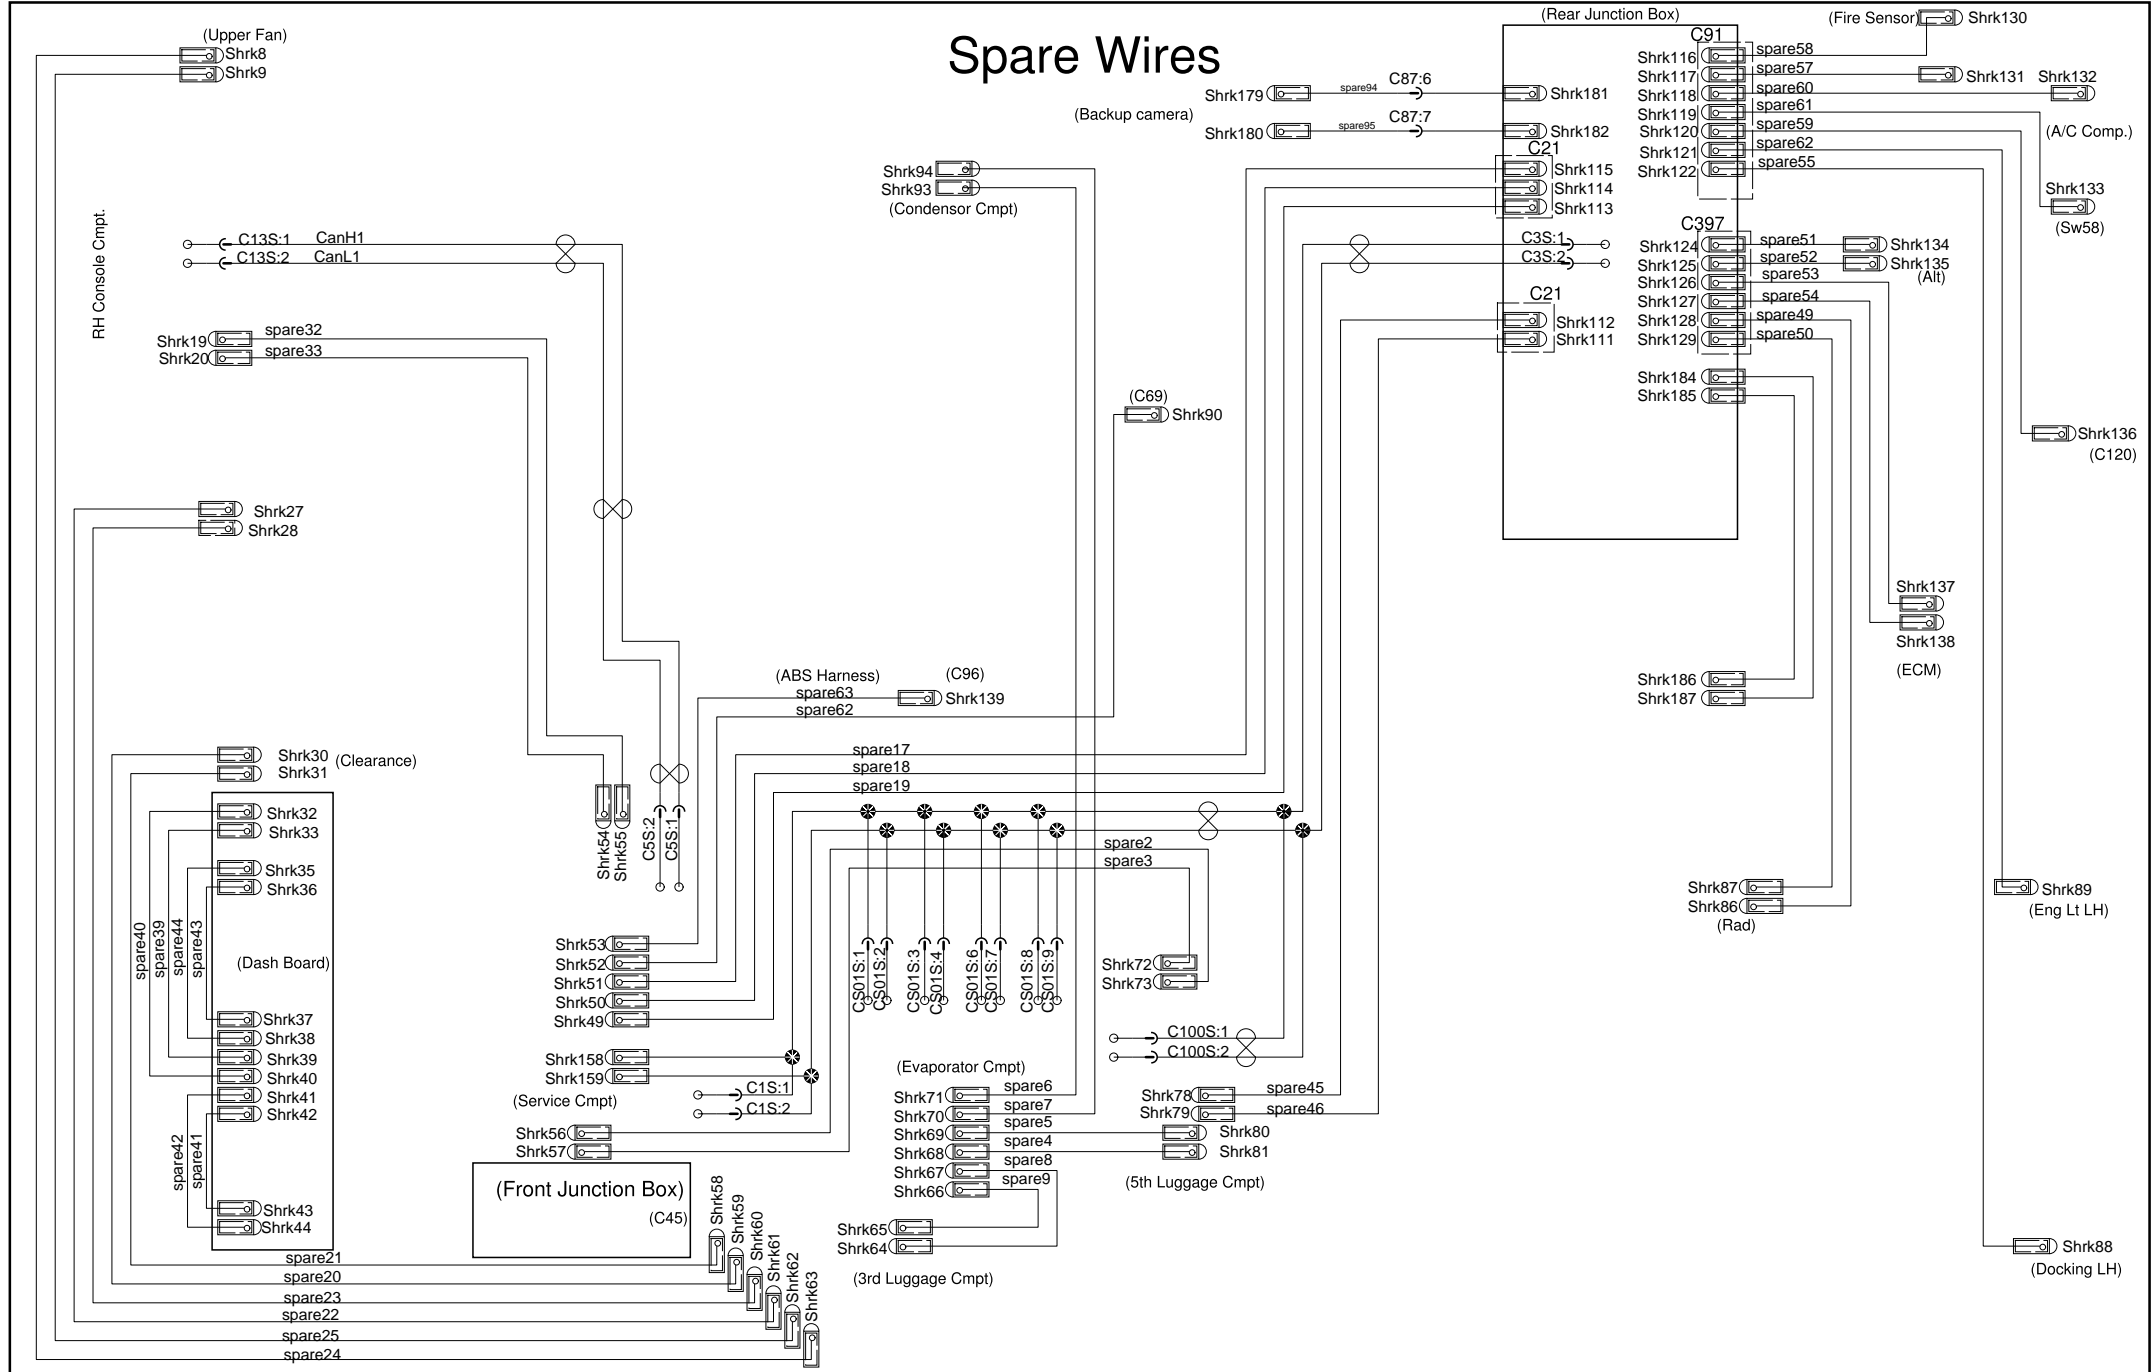 Spare Wires
(Upper Fan)
Shrk8
Shrk9
RH Console Cmpt.
C13S:1
CanH1
C13S:2
CanL1
Shrk19
spare32
Shrk20
spare33
Shrk27
Shrk28
Shrk30
(Clearance)
Shrk31
Shrk32
Shrk33
Shrk35
Shrk36
spare40
spare39
spare44
spare43
(Dash Board)
Shrk37
Shrk38
Shrk39
Shrk40
Shrk41
Shrk42
spare42
spare41
Shrk43
Shrk44
spare21
spare20
spare23
spare22
spare25
spare24
Shrk94
Shrk93
(Condensor Cmpt)
(C69)
Shrk90
(ABS Harness)
(C96)
spare63
Shrk139
spare62
spare17
spare18
spare19
Shrk54
Shrk55
C5S:2
C5S:1
spare2
spare3
Shrk53
Shrk52
Shrk51
Shrk50
Shrk49
Shrk158
Shrk159
(Service Cmpt)
C1S:1
C1S:2
Shrk56
Shrk57
(Front Junction Box)
(C45)
Shrk58
Shrk59
Shrk60
Shrk61
Shrk62
Shrk63
CS01S:1
CS01S:2
CS01S:3
CS01S:4
CS01S:6
CS01S:7
CS01S:8
CS01S:9
Shrk72
Shrk73
C100S:1
C100S:2
(Evaporator Cmpt)
Shrk71
spare6
Shrk70
spare7
Shrk69
spare5
Shrk68
spare4
Shrk67
spare8
Shrk66
spare9
Shrk65
Shrk64
(3rd Luggage Cmpt)
Shrk78
spare45
Shrk79
spare46
Shrk80
Shrk81
(5th Luggage Cmpt)
(Rear Junction Box)
Shrk179
spare94
C87:6
Shrk181
(Backup camera)
Shrk180
spare95
C87:7
Shrk182
C21
Shrk115
Shrk114
Shrk113
C3S:1
C3S:2
C21
Shrk112
Shrk111
C91
Shrk116
spare58
Shrk117
spare57
Shrk118
spare60
Shrk119
spare61
Shrk120
spare59
Shrk121
spare62
Shrk122
spare55
C397
Shrk124
spare51
Shrk125
spare52
Shrk126
spare53
Shrk127
spare54
Shrk128
spare49
Shrk129
spare50
Shrk184
Shrk185
Shrk186
Shrk187
(Fire Sensor)
Shrk130
Shrk131
Shrk132
(A/C Comp.)
Shrk133
(Sw58)
Shrk134
Shrk135
(Alt)
Shrk136
(C120)
Shrk137
Shrk138
(ECM)
Shrk87
Shrk86
(Rad)
Shrk89
(Eng Lt LH)
Shrk88
(Docking LH)